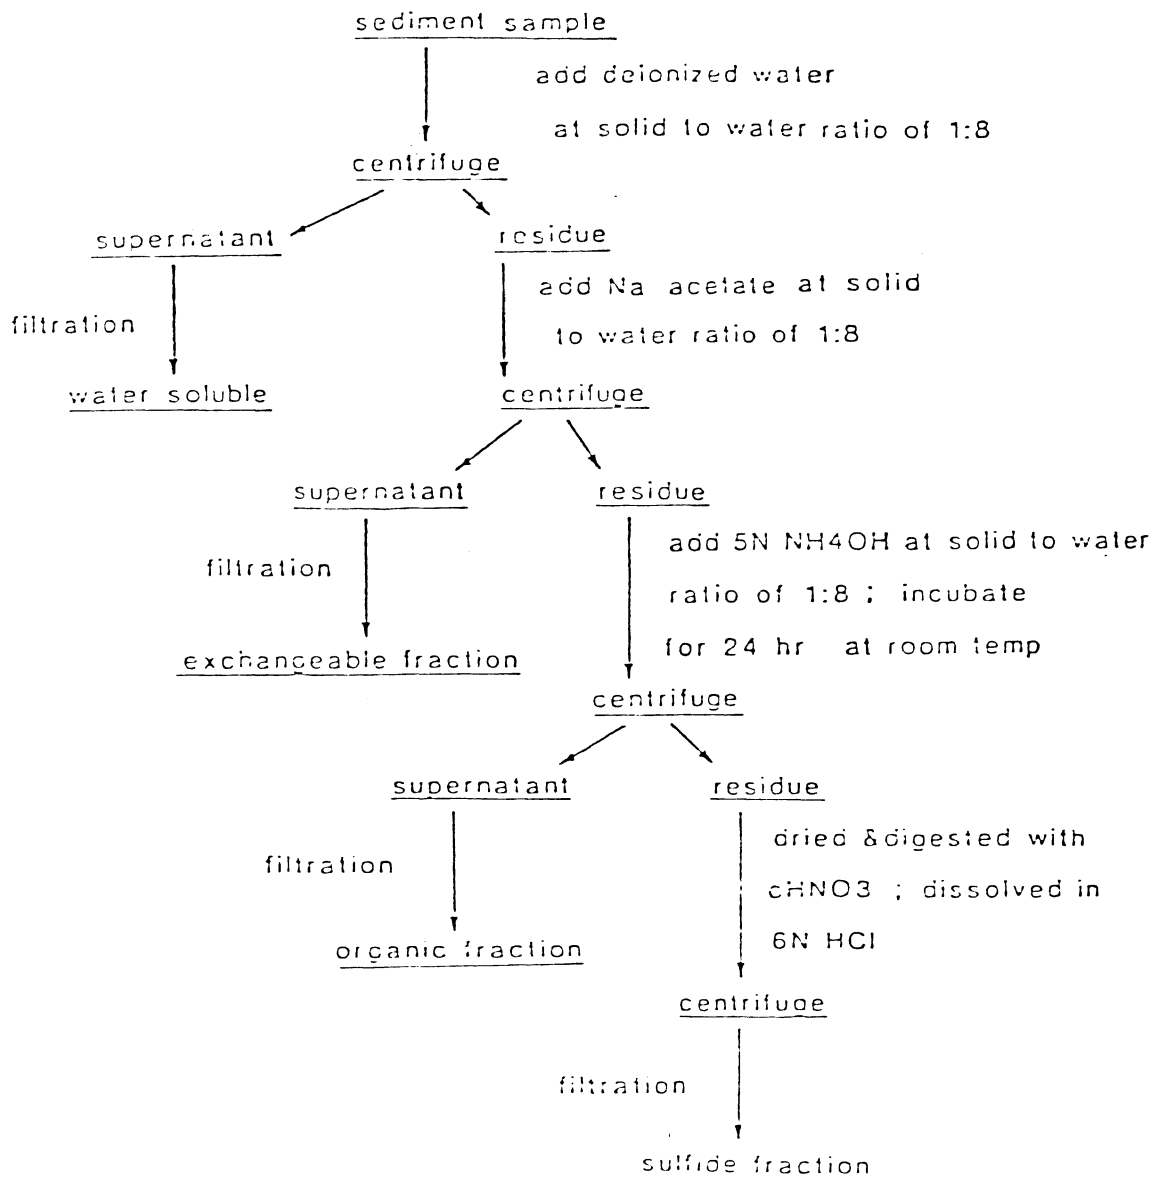 sediment sample
add deionized water
at solid to water ratio of 1:8
centrifuge
supernatant
residue
filtration
add Na acetate at solid
to water ratio of 1:8
water soluble
centrifuge
supernatant
residue
filtration
add 5N NH4OH at solid to water
ratio of 1:8 ; incubate
for 24 hr at room temp
exchangeable fraction
centrifuge
supernatant
residue
filtration
dried &digested with
cHNO3 ; dissolved in
6N HCl
organic fraction
centrifuge
filtration
sulfide fraction